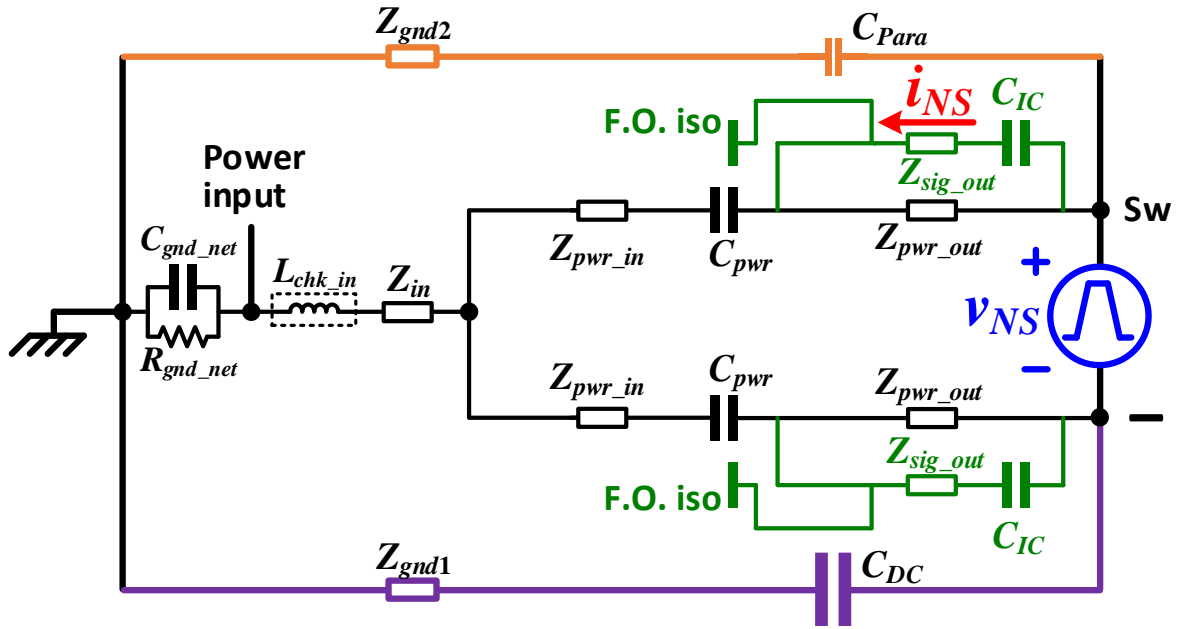 Z_gnd2
C_Para
i_NS
C_IC
F.O. iso
Z_sig_out
Power
input
Sw
C_gnd_net
Z_pwr_in
C_pwr
Z_pwr_out
L_chk_in
Z_in
+
v_NS
R_gnd_net
−
Z_pwr_in
C_pwr
Z_pwr_out
−
Z_sig_out
F.O. iso
C_IC
Z_gnd1
C_DC